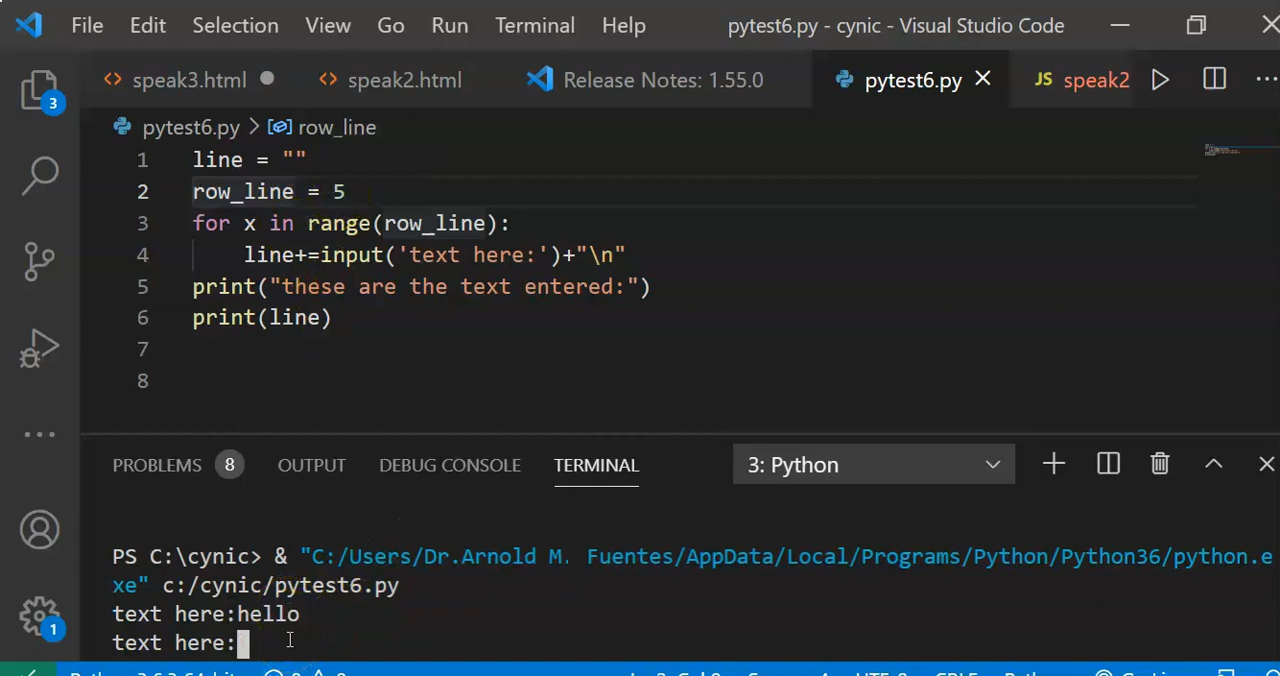 File Edit Selection View Go Run Terminal Help pytest6.py - cynic - Visual Studio Code
speak3.html speak2.html Release Notes: 1.55.0 pytest6.py JS speak2
3
pytest6.py > row_line
1 line = ""
2 row_line = 5
3 for x in range(row_line):
4 line+=input('text here:')+"\n"
5 print("these are the text entered:")
6 print(line)
7
8
PROBLEMS 8 OUTPUT DEBUG CONSOLE TERMINAL 3: Python
PS C:\cynic> & "C:/Users/Dr.Arnold M. Fuentes/AppData/Local/Programs/Python/Python36/python.e
xe" c:/cynic/pytest6.py
text here:hello
1
text here: